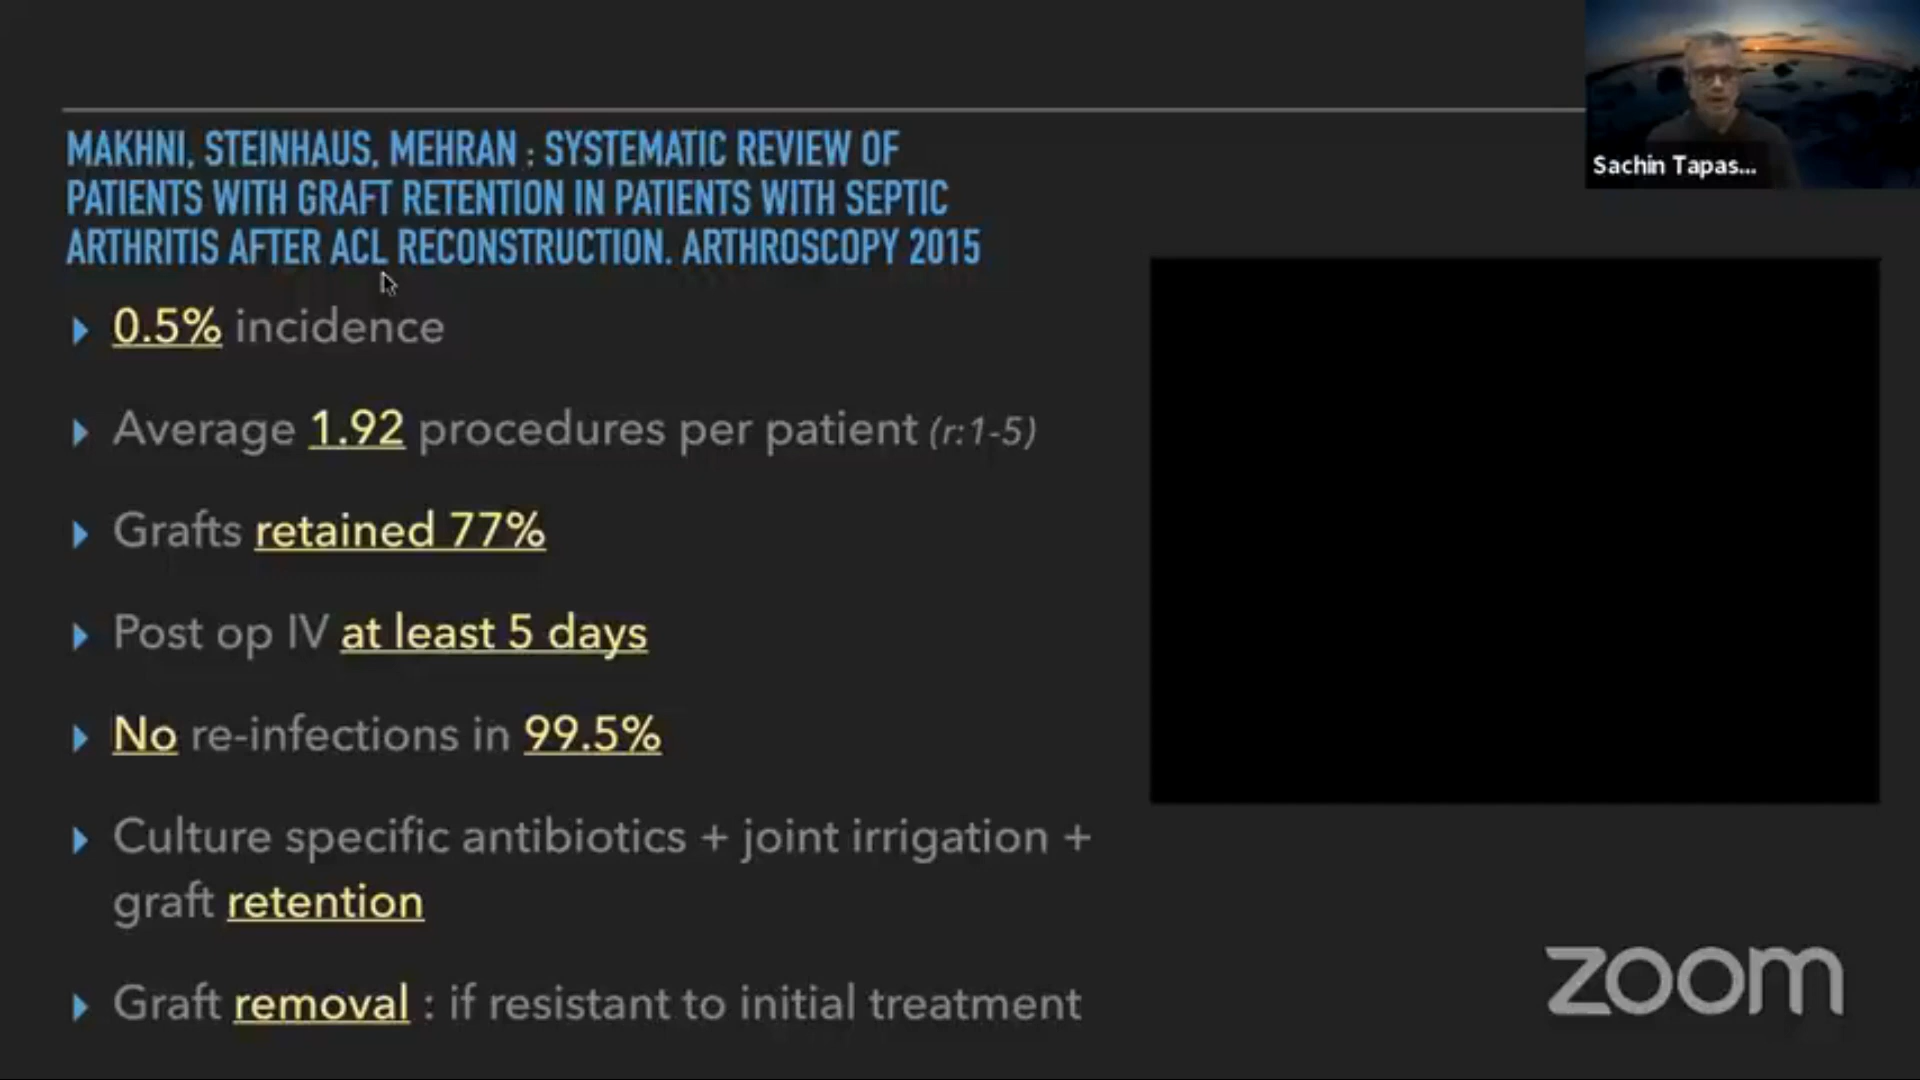 MAKHNI, STEINHAUS, MEHRAN : SYSTEMATIC REVIEW OF
PATIENTS WITH GRAFT RETENTION IN PATIENTS WITH SEPTIC
ARTHRITIS AFTER ACL RECONSTRUCTION. ARTHROSCOPY 2015
0.5% incidence
Average 1.92 procedures per patient (r:1-5)
Grafts retained 77%
Post op IV at least 5 days
No re-infections in 99.5%
Culture specific antibiotics + joint irrigation +
graft retention
Graft removal : if resistant to initial treatment
Sachin Tapas...
zoom